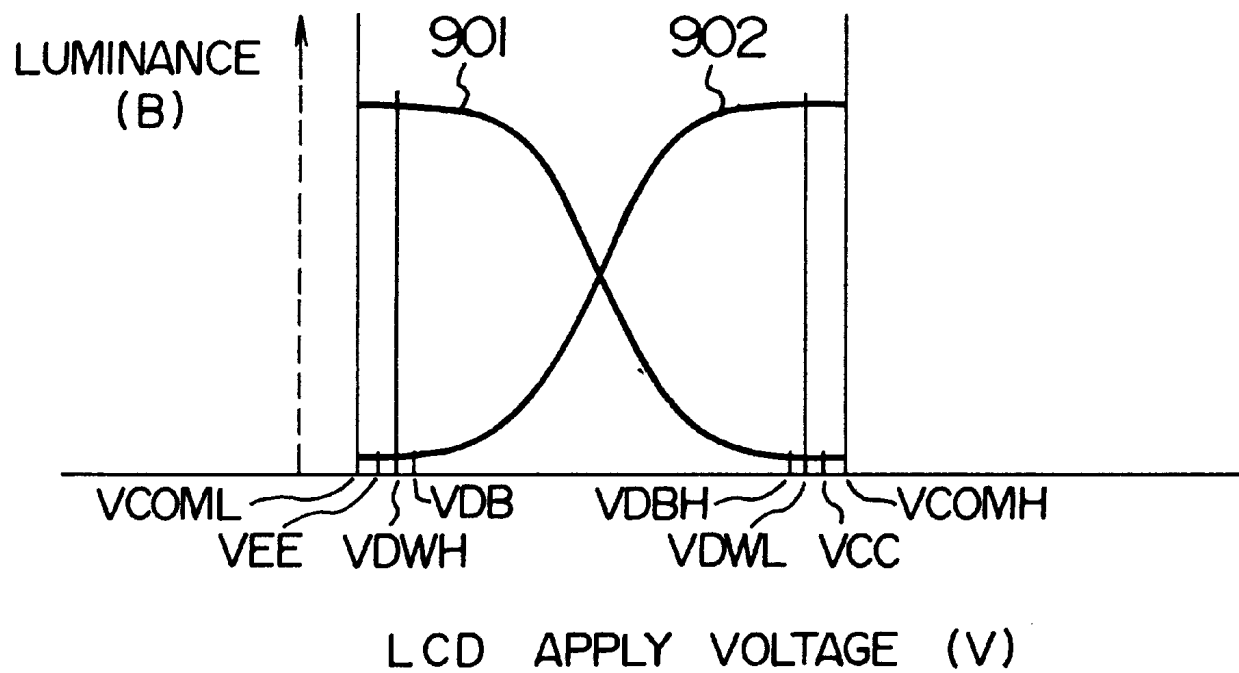 901 902
LUMINANCE
(B)
VCOML VDB VDBH VCOMH
VEE VDWH VDWL VCC
LCD APPLY VOLTAGE (V)